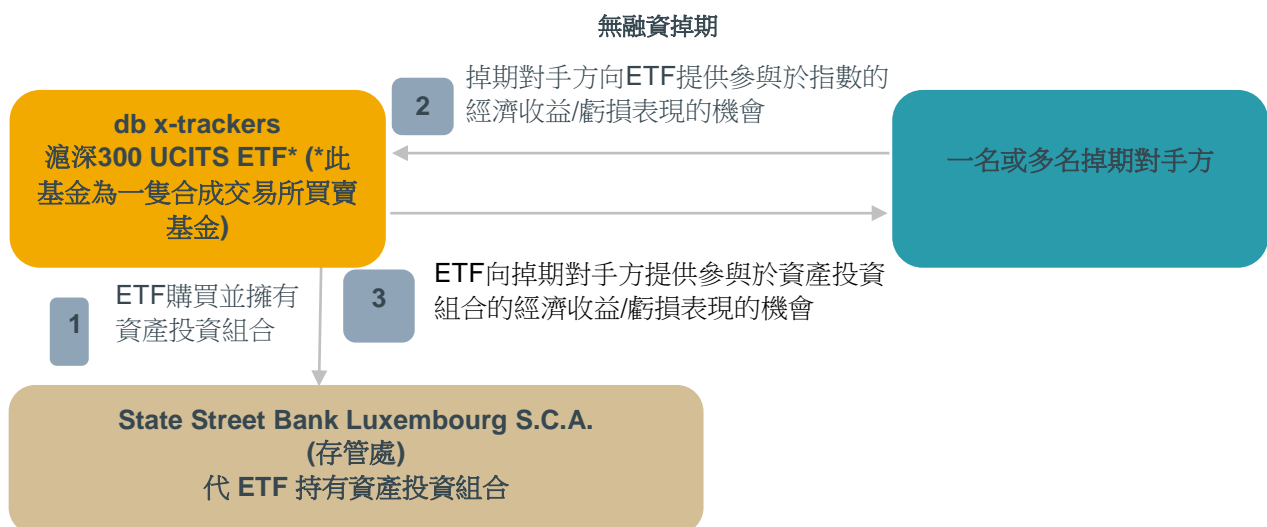 無融資掉期
2
掉期對手方向ETF提供參與於指數的
經濟收益/虧損表現的機會
db x-trackers
滬深300 UCITS ETF* (*此
基金為一隻合成交易所買賣
基金)
一名或多名掉期對手方
1
ETF購買並擁有
資產投資組合
3
ETF向掉期對手方提供參與於資產投資
組合的經濟收益/虧損表現的機會
State Street Bank Luxembourg S.C.A.
(存管處)
代 ETF 持有資產投資組合